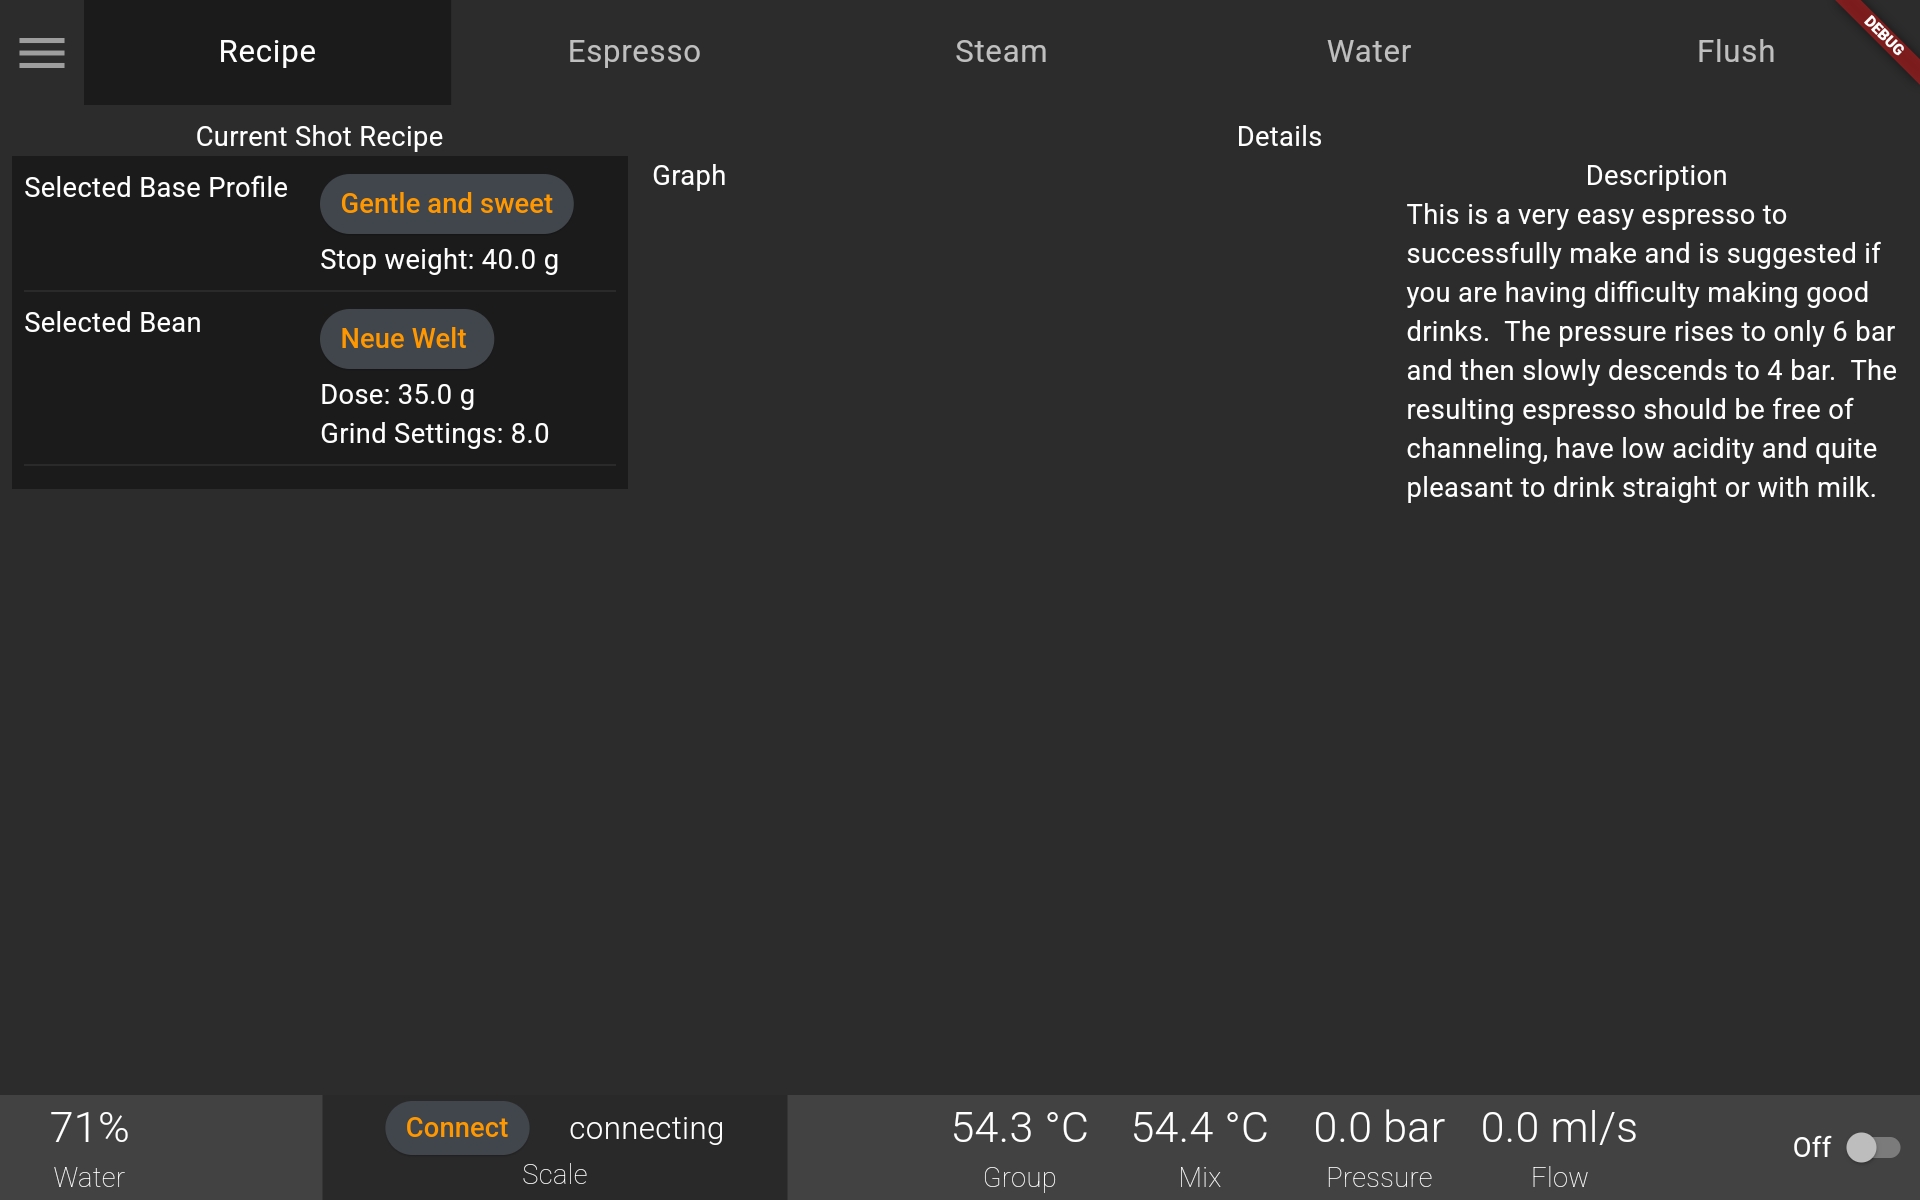 Recipe
Espresso
Steam
Water
Flush
DEBUG
Current Shot Recipe
Selected Base Profile
Gentle and sweet
Stop weight: 40.0 g
Selected Bean
Neue Welt
Dose: 35.0 g
Grind Settings: 8.0
Details
Graph
Description
This is a very easy espresso to
successfully make and is suggested if
you are having difficulty making good
drinks.  The pressure rises to only 6 bar
and then slowly descends to 4 bar.  The
resulting espresso should be free of
channeling, have low acidity and quite
pleasant to drink straight or with milk.
71%
Water
Connect
connecting
Scale
54.3 °C
Group
54.4 °C
Mix
0.0 bar
Pressure
0.0 ml/s
Flow
Off